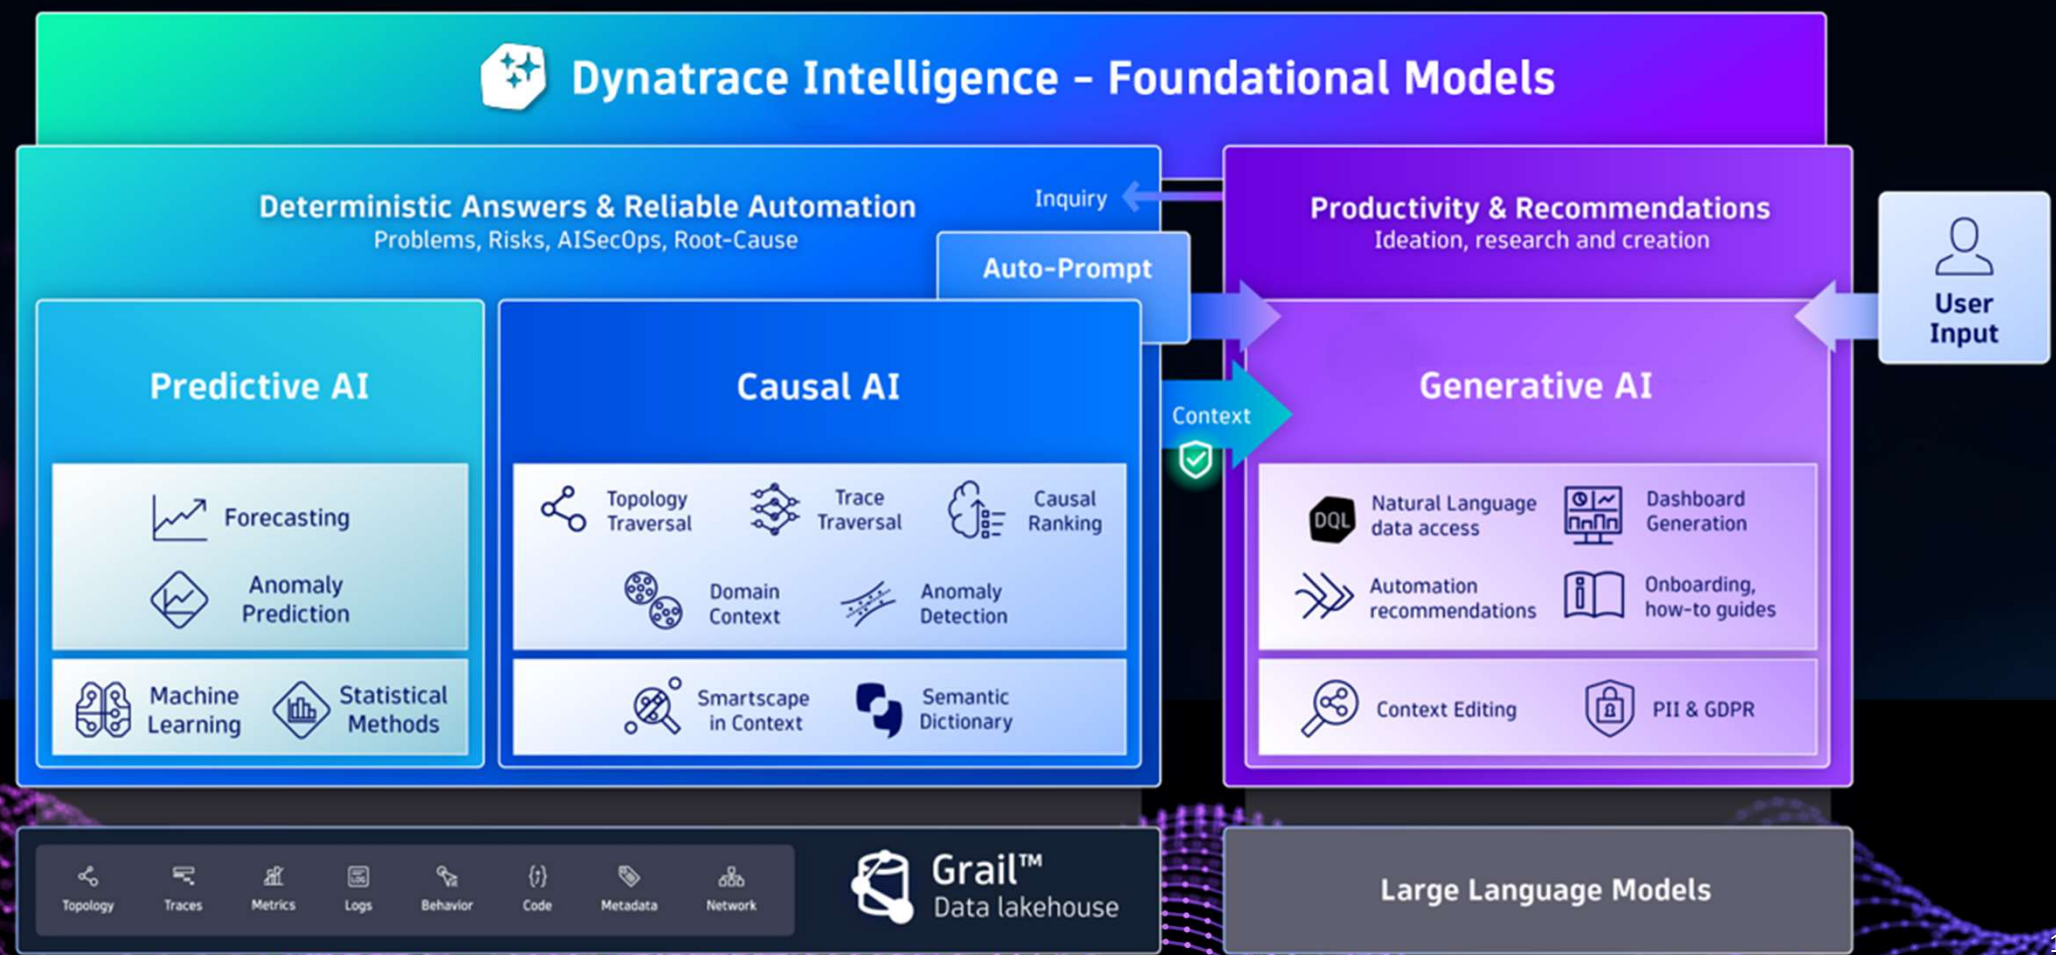 Dynatrace Intelligence - Foundational Models
Deterministic Answers & Reliable Automation
Problems, Risks, AISecOps, Root-Cause
Inquiry
Auto-Prompt
Productivity & Recommendations
Ideation, research and creation
User
Input
Predictive AI
Forecasting
Anomaly
Prediction
Machine
Learning
Statistical
Methods
Causal AI
Topology
Traversal
Trace
Traversal
Causal
Ranking
Domain
Context
Anomaly
Detection
Smartscape
in Context
Semantic
Dictionary
Context
Generative AI
DQL
Natural Language
data access
Dashboard
Generation
Automation
recommendations
Onboarding,
how-to guides
Context Editing
PII & GDPR
Topology
Traces
Metrics
LOG
Logs
Behavior
Code
Metadata
Network
Grail™
Data lakehouse
Large Language Models